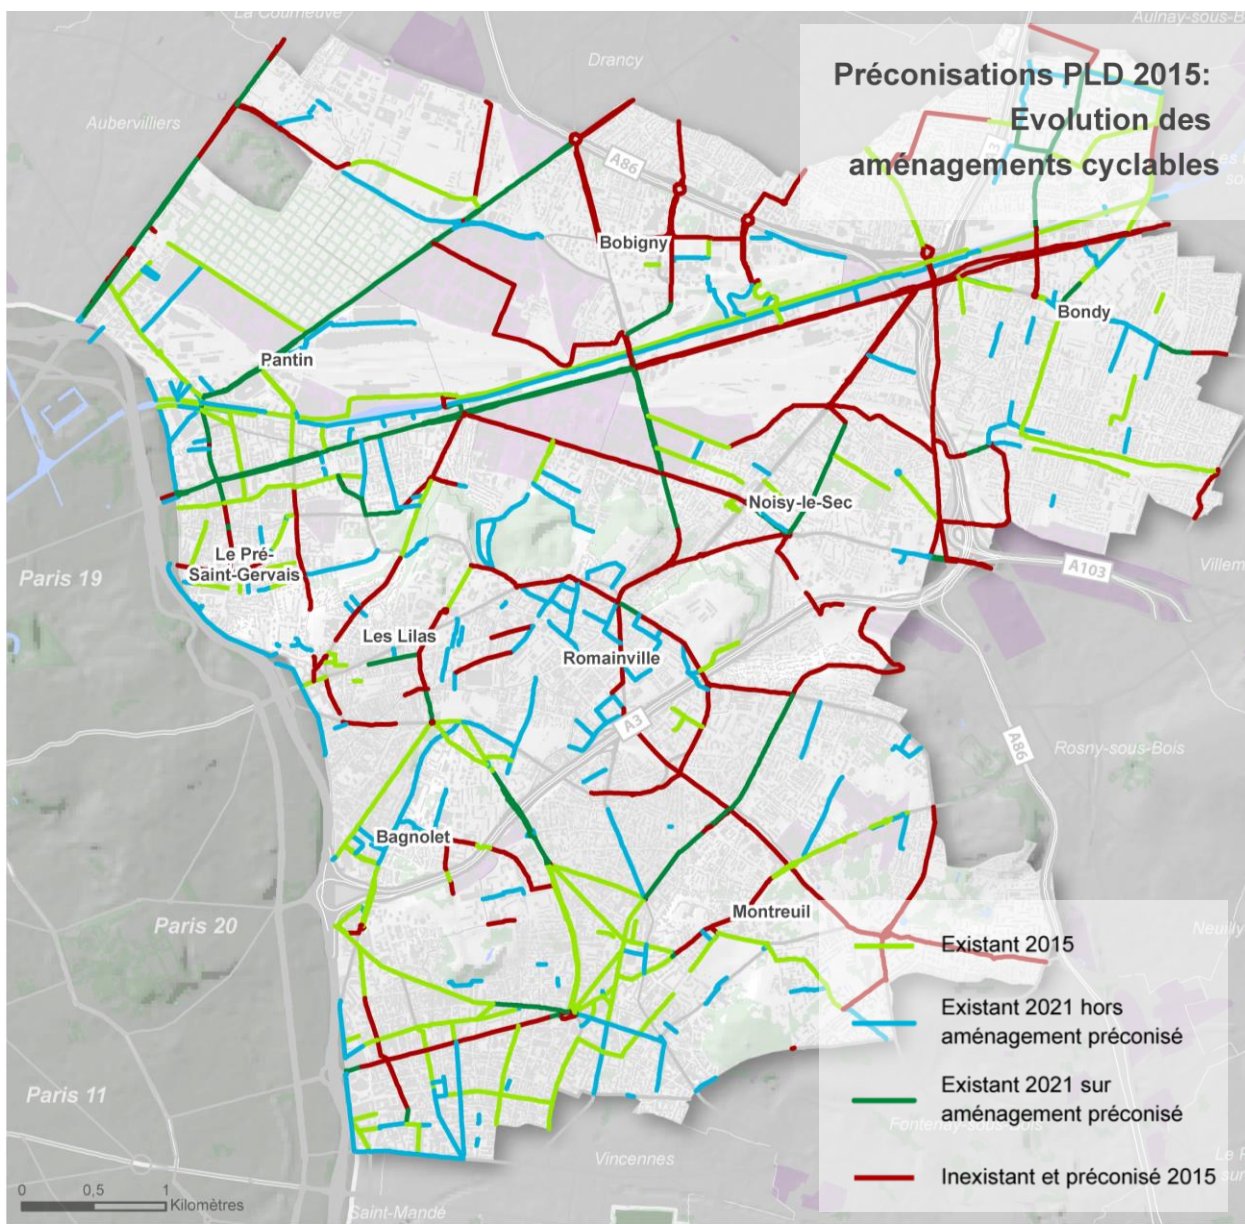 La Courneuve
Drancy
Aulnay-sous-B
Préconisations PLD 2015:
Evolution des
aménagements cyclables
Aubervilliers
A86
Bobigny
Bondy
Pantin
Noisy-le-Sec
Le Pré-
Saint-Gervais
Paris 19
A103
Villem
Les Lilas
Romainville
A3
A86
Rosny-sous-Bois
Bagnolet
Paris 20
Montreuil
Neuilly
Existant 2015
Existant 2021 hors
aménagement préconisé
Existant 2021 sur
aménagement préconisé
Paris 11
Fontenay-sous-Bois
Vincennes
Inexistant et préconisé 2015
0 0,5 1
Kilomètres
Saint-Mandé